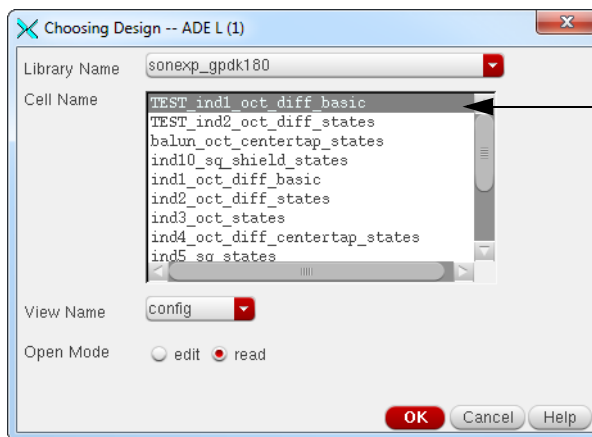 Choosing Design -- ADE L (1)
Library Name sonexp_gpdk180
Cell Name
TEST_ind1_oct_diff_basic
TEST_ind2_oct_diff_states
balun_oct_centertap_states
ind10_sq_shield_states
ind1_oct_diff_basic
ind2_oct_diff_states
ind3_oct_states
ind4_oct_diff_centertap_states
ind5_sq_states
View Name config
Open Mode edit read
OK Cancel Help